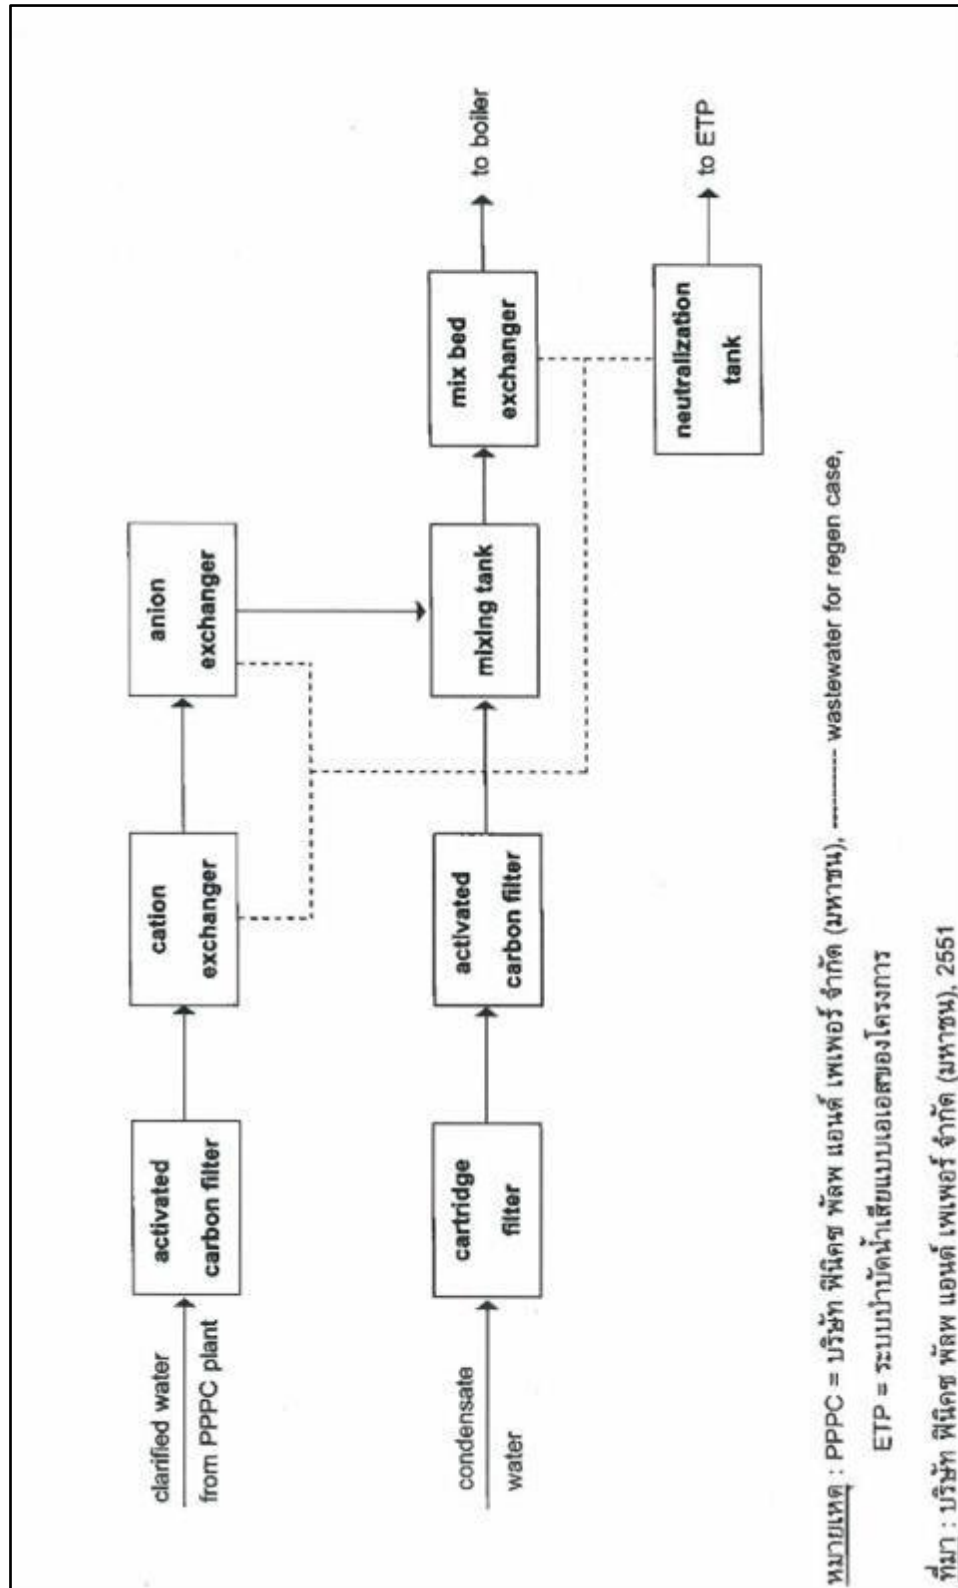 clarified water
from PPPC plant
activated
carbon filter
cation
exchanger
anion
exchanger
condensate
water
cartridge
filter
activated
carbon filter
mixing tank
mix bed
exchanger
to boiler
neutralization
tank
to ETP
หมายเหตุ : PPPC = บริษัท ฟินิคซ พัลพ แอนด์ เพเพอร์ จำกัด (มหาชน), ---------- wastewater for regen case,
ETP = ระบบบำบัดน้ำเสียแบบเอเอสของโครงการ
ที่มา : บริษัท ฟินิคซ พัลพ แอนด์ เพเพอร์ จำกัด (มหาชน), 2551